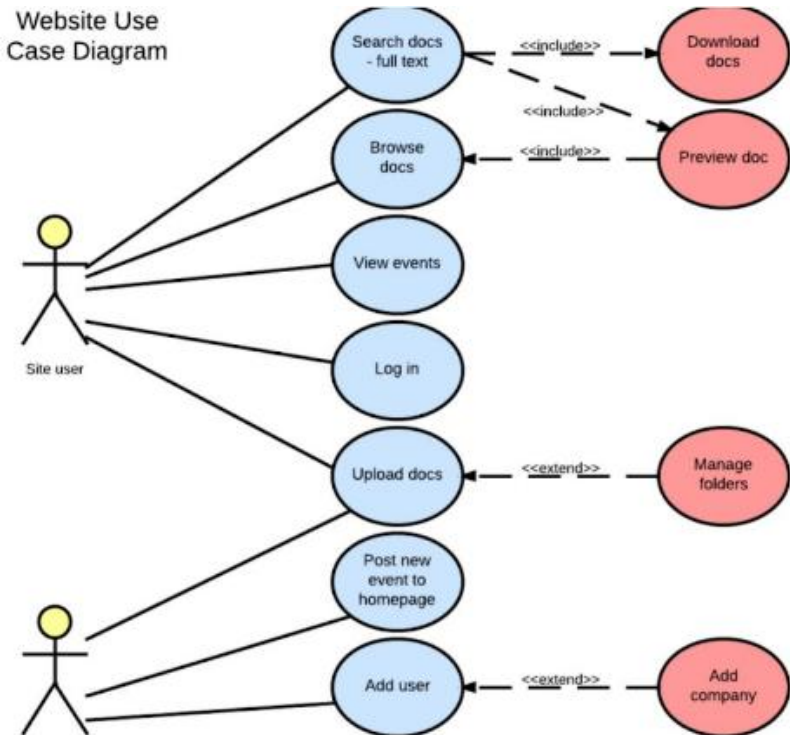 Website Use
Case Diagram
Search docs
- full text
<<include>>
Download
docs
<<include>>
Browse
docs
<<include>>
Preview doc
View events
Site user
Log in
Upload docs
<<extend>>
Manage
folders
Post new
event to
homepage
Add user
<<extend>>
Add
company